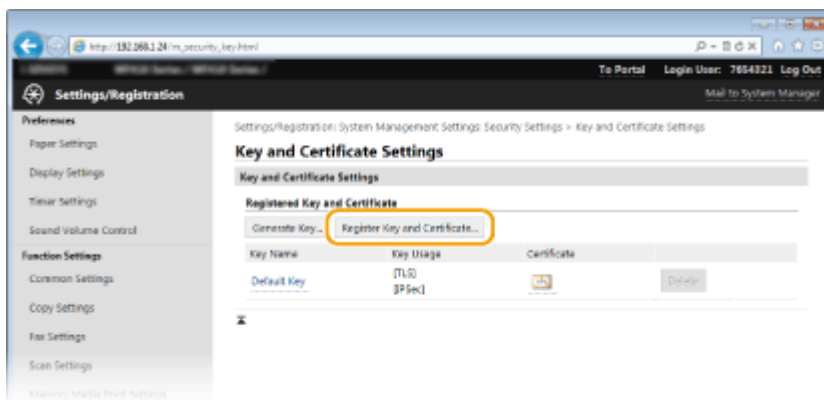 http://192.168.1.24/m_security_key.html
To Portal Login User: 7654321 Log Out
Settings/Registration
Mail to System Manager
Preferences
Paper Settings
Display Settings
Timer Settings
Sound Volume Control
Function Settings
Common Settings
Copy Settings
Fax Settings
Scan Settings
Memory Media Print Settings
Settings/Registration: System Management Settings: Security Settings > Key and Certificate Settings
Key and Certificate Settings
Key and Certificate Settings
Registered Key and Certificate
Generate Key... Register Key and Certificate...
Key Name Key Usage Certificate
Default Key [TLS] Delete
[IPSec]